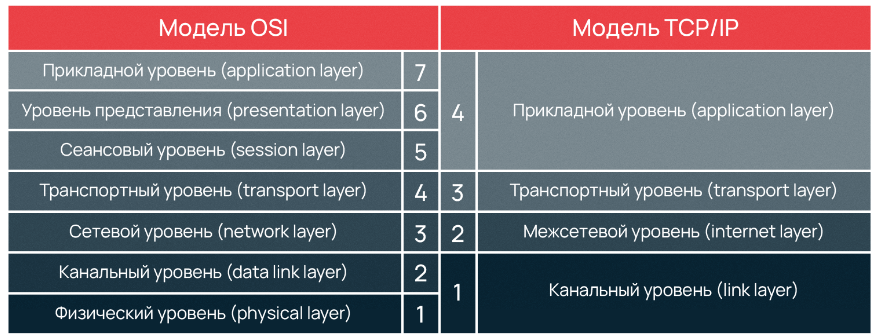 Модель OSI
Модель TCP/IP
Прикладной уровень (application layer)
7
Уровень представления (presentation layer)
6
Сеансовый уровень (session layer)
5
4
Прикладной уровень (application layer)
Транспортный уровень (transport layer)
4
3
Транспортный уровень (transport layer)
Сетевой уровень (network layer)
3
2
Межсетевой уровень (internet layer)
Канальный уровень (data link layer)
2
Физический уровень (physical layer)
1
1
Канальный уровень (link layer)